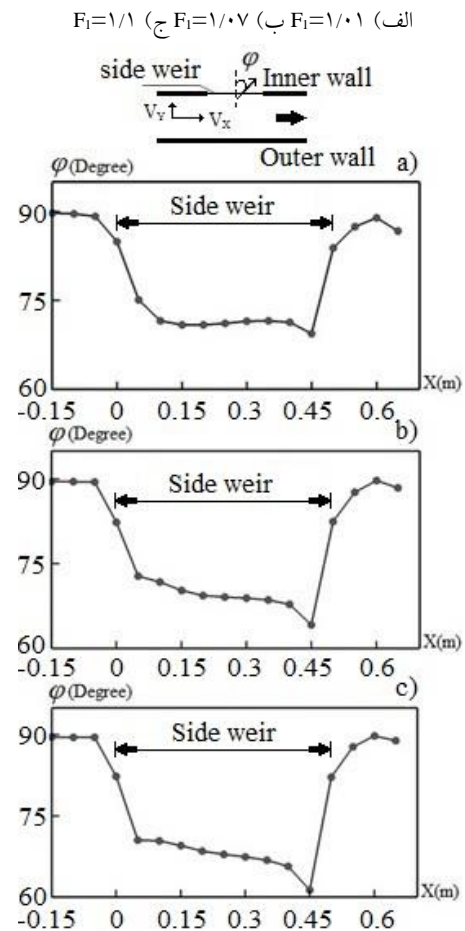 الف) F₁=۱/۰۱ ب) F₁=۱/۰۷ ج) F₁=۱/۱
side weir φ Inner wall
V_Y V_X
Outer wall
φ(Degree) a)
90 Side weir
75
60 X(m)
-0.15 0 0.15 0.3 0.45 0.6
φ(Degree) b)
90 Side weir
75
60 X(m)
-0.15 0 0.15 0.3 0.45 0.6
φ(Degree) c)
90 Side weir
75
60 X(m)
-0.15 0 0.15 0.3 0.45 0.6